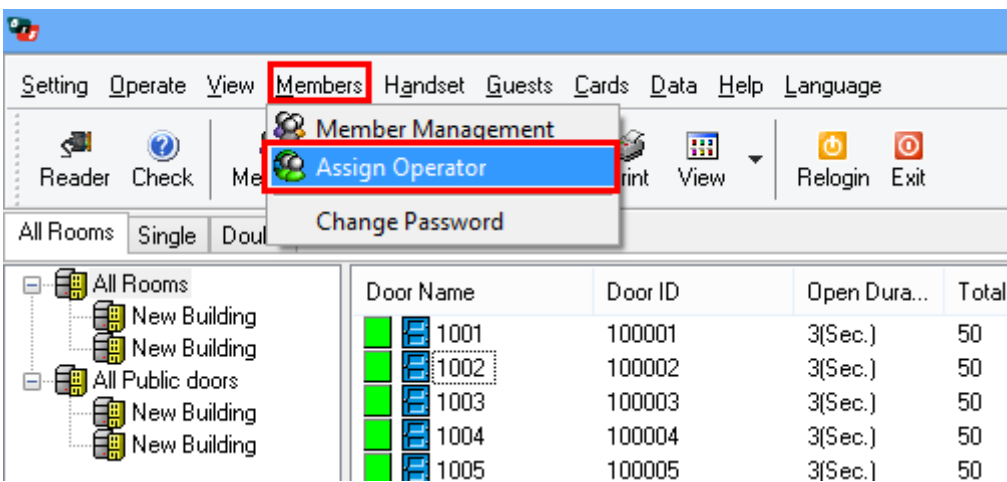 Setting Operate View Members Handset Guests Cards Data Help Language
Member Management
Assign Operator
Change Password
Reader Check Me int View Relogin Exit
All Rooms Single Doul
All Rooms
New Building
New Building
All Public doors
New Building
New Building
Door Name Door ID Open Dura... Total
1001 100001 3(Sec.) 50
1002 100002 3(Sec.) 50
1003 100003 3(Sec.) 50
1004 100004 3(Sec.) 50
1005 100005 3(Sec.) 50